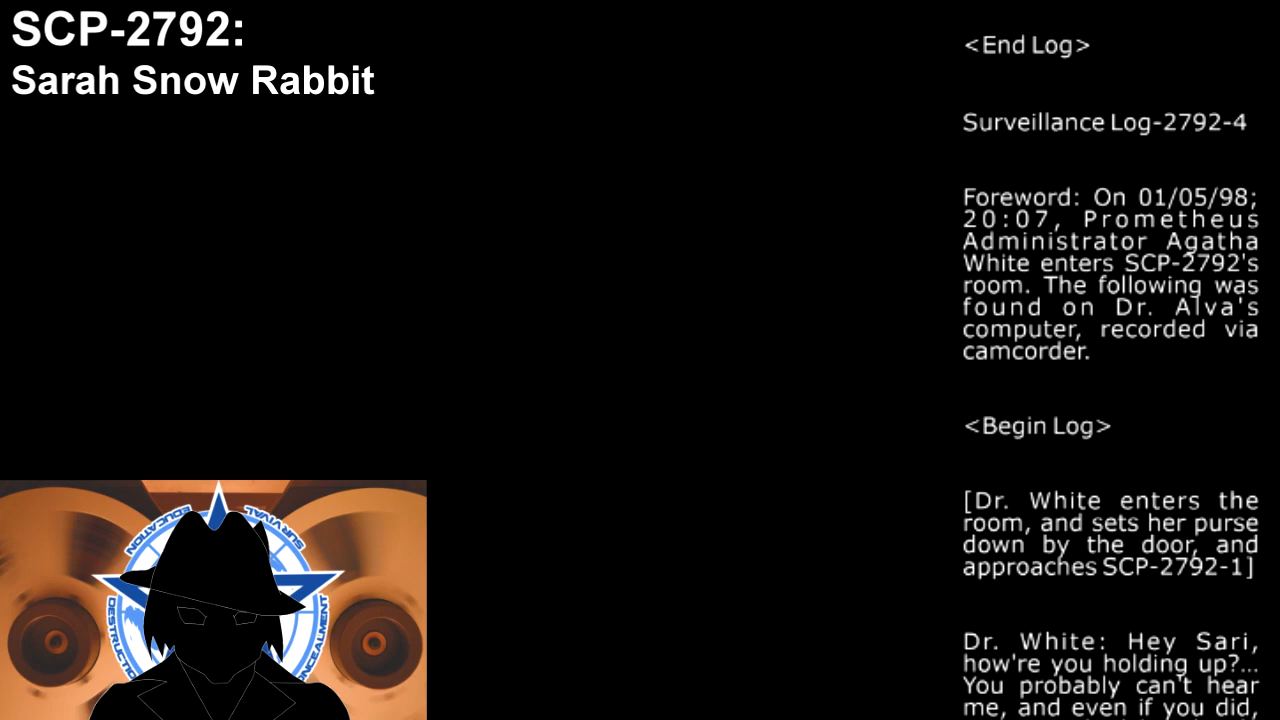 SCP-2792:
Sarah Snow Rabbit
<End Log>
Surveillance Log-2792-4
Foreword: On 01/05/98;
20:07, Prometheus
Administrator Agatha
White enters SCP-2792's
room. The following was
found on Dr. Alva's
computer, recorded via
camcorder.
<Begin Log>
[Dr. White enters the
room, and sets her purse
down by the door, and
approaches SCP-2792-1]
Dr. White: Hey Sari,
how're you holding up?...
You probably can't hear
me, and even if you did,
EDUCATION
SURVIVAL
DESTRUCTIO
ONCEALMENT